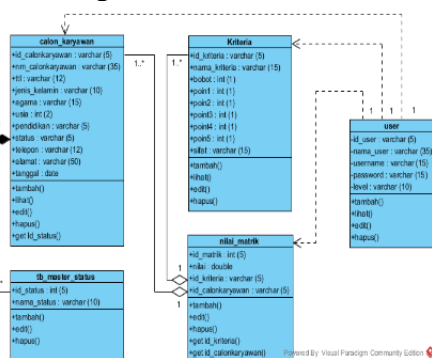 calon_karyawan
+id_calonkaryawan : varchar (5)
+nm_calonkaryawan : varchar (35)
+ttl : varchar (12)
+jenis_kelamin : varchar (10)
+agama : varchar (15)
+usia : int (2)
+pendidikan : varchar (5)
+status : varchar (5)
+telepon : varchar (12)
+alamat : varchar (50)
+tanggal : date
+tambah()
+lihat()
+edit()
+hapus()
+get Id_status()
1..*
1..*
Kriteria
+id_kriteria : varchar (5)
+nama_kriteria : varchar (15)
+bobot : int (1)
+point1 : int (1)
+point2 : int (1)
+point3 : int (1)
+point4 : int (1)
+point5 : int (1)
+sifat : varchar (15)
+tambah()
+lihat()
+edit()
+hapus()
1
1
1
user
-id_user : varchar (5)
-nama_user : varchar (35)
-username : varchar (15)
-password : varchar (15)
-level : varchar (10)
+tambah()
+lihat()
+edit()
+hapus()
tb_master_status
+id_status : int (5)
+nama_status : varchar (10)
+tambah()
+edit()
+hapus()
1
1
nilai_matrik
+id_matrik : int (5)
+nilai : double
+id_kriteria : varchar (5)
+id_calonkaryawan : varchar (5)
+tambah()
+edit()
+hapus()
+get id_kriteria()
+get id_calonkaryawan()
Powered By Visual Paradigm Community Edition